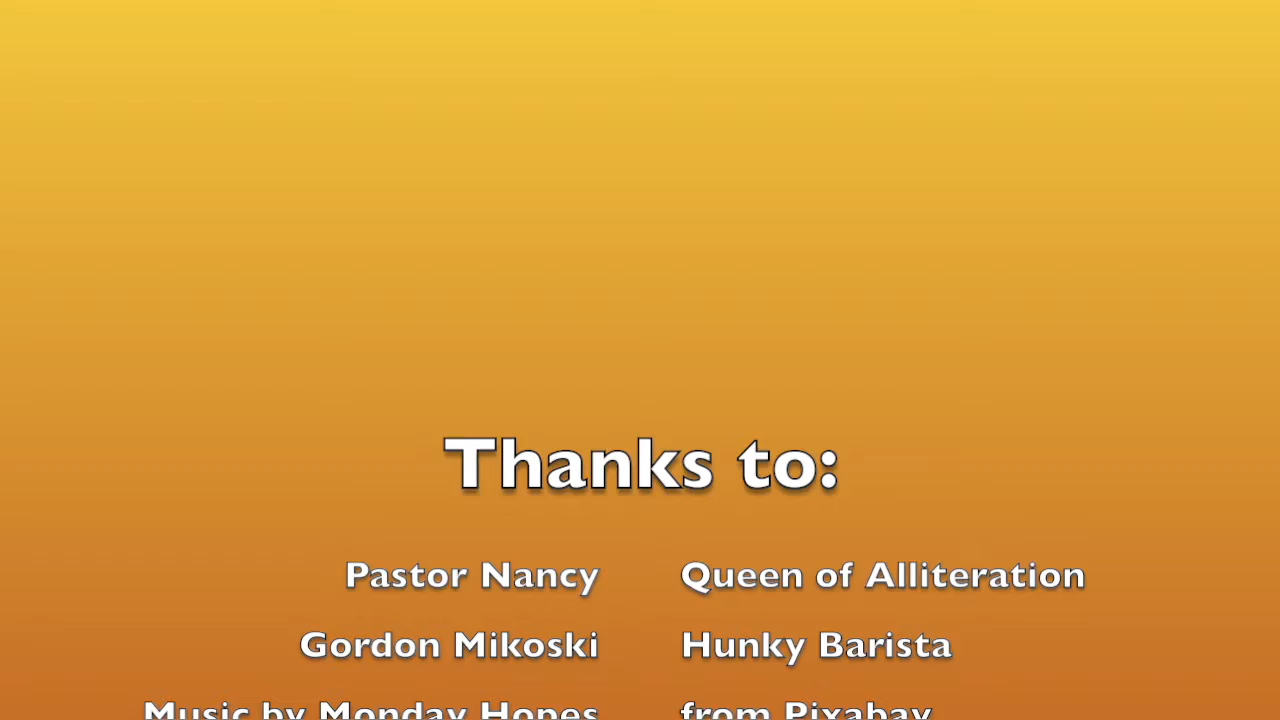 Thanks to:
Pastor Nancy Queen of Alliteration
Gordon Mikoski Hunky Barista
Music by Monday Hopes from Pixabay